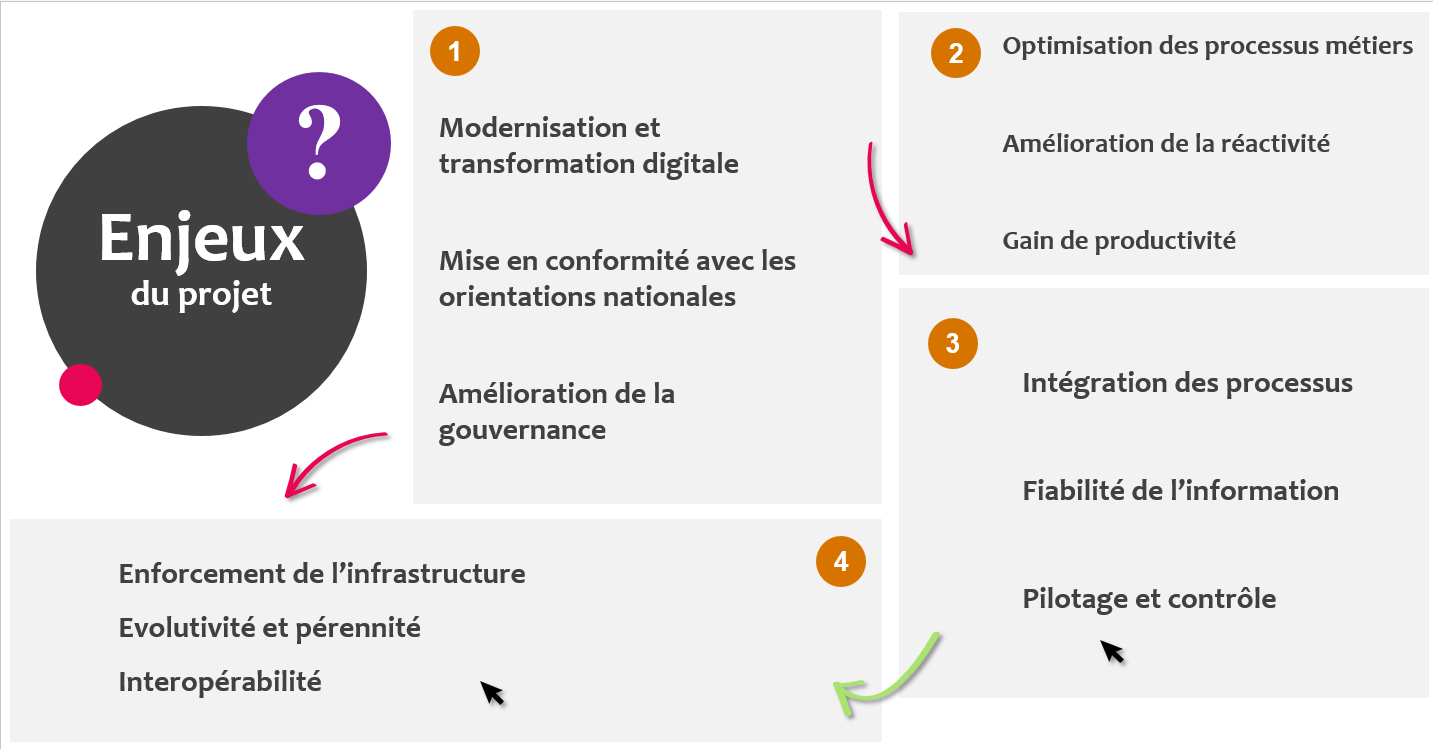 ?
Enjeux
du projet
1
Modernisation et
transformation digitale
Mise en conformité avec les
orientations nationales
Amélioration de la
gouvernance
2
Optimisation des processus métiers
Amélioration de la réactivité
Gain de productivité
3
Intégration des processus
Fiabilité de l’information
Pilotage et contrôle
4
Enforcement de l’infrastructure
Evolutivité et pérennité
Interopérabilité